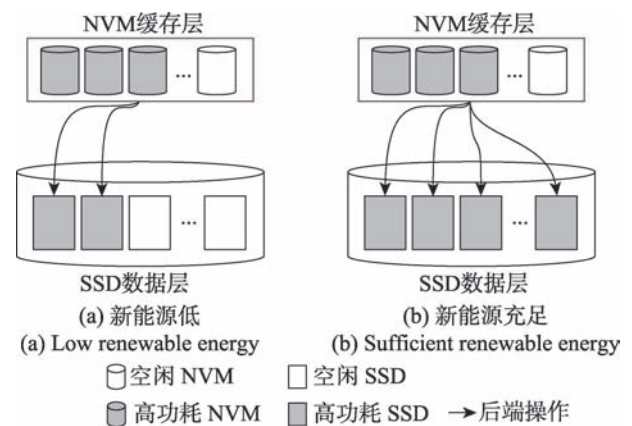 NVM缓存层
...
SSD数据层
(a) 新能源低
(a) Low renewable energy
NVM缓存层
...
SSD数据层
(b) 新能源充足
(b) Sufficient renewable energy
空闲 NVM
空闲 SSD
高功耗 NVM
高功耗 SSD
后端操作